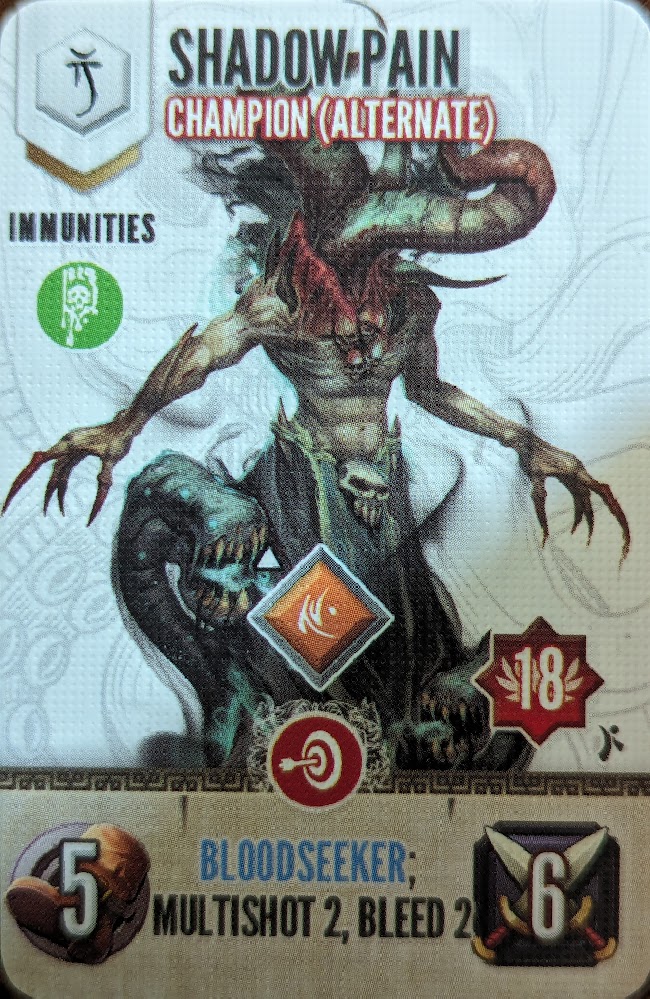 SHADOW-PAIN
CHAMPION (ALTERNATE)
IMMUNITIES
18
5
BLOODSEEKER;
MULTISHOT 2, BLEED 2
6